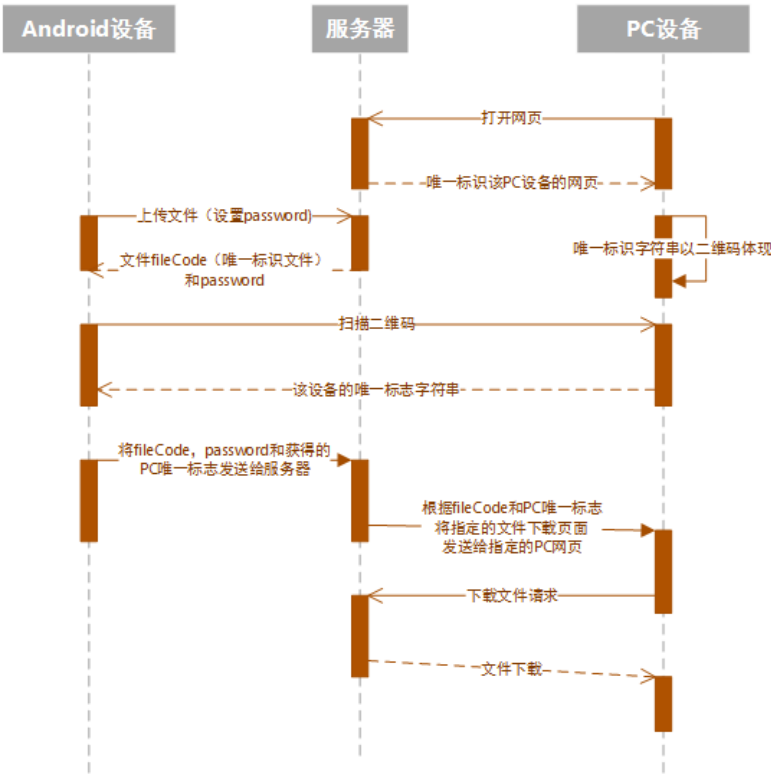 Android设备
服务器
PC设备
打开网页
唯一标识该PC设备的网页
上传文件（设置password)
唯一标识字符串以二维码体现
文件fileCode（唯一标识文件）
和password
扫描二维码
该设备的唯一标志字符串
将fileCode，password和获得的
PC唯一标志发送给服务器
根据fileCode和PC唯一标志
将指定的文件下载页面
发送给指定的PC网页
下载文件请求
文件下载